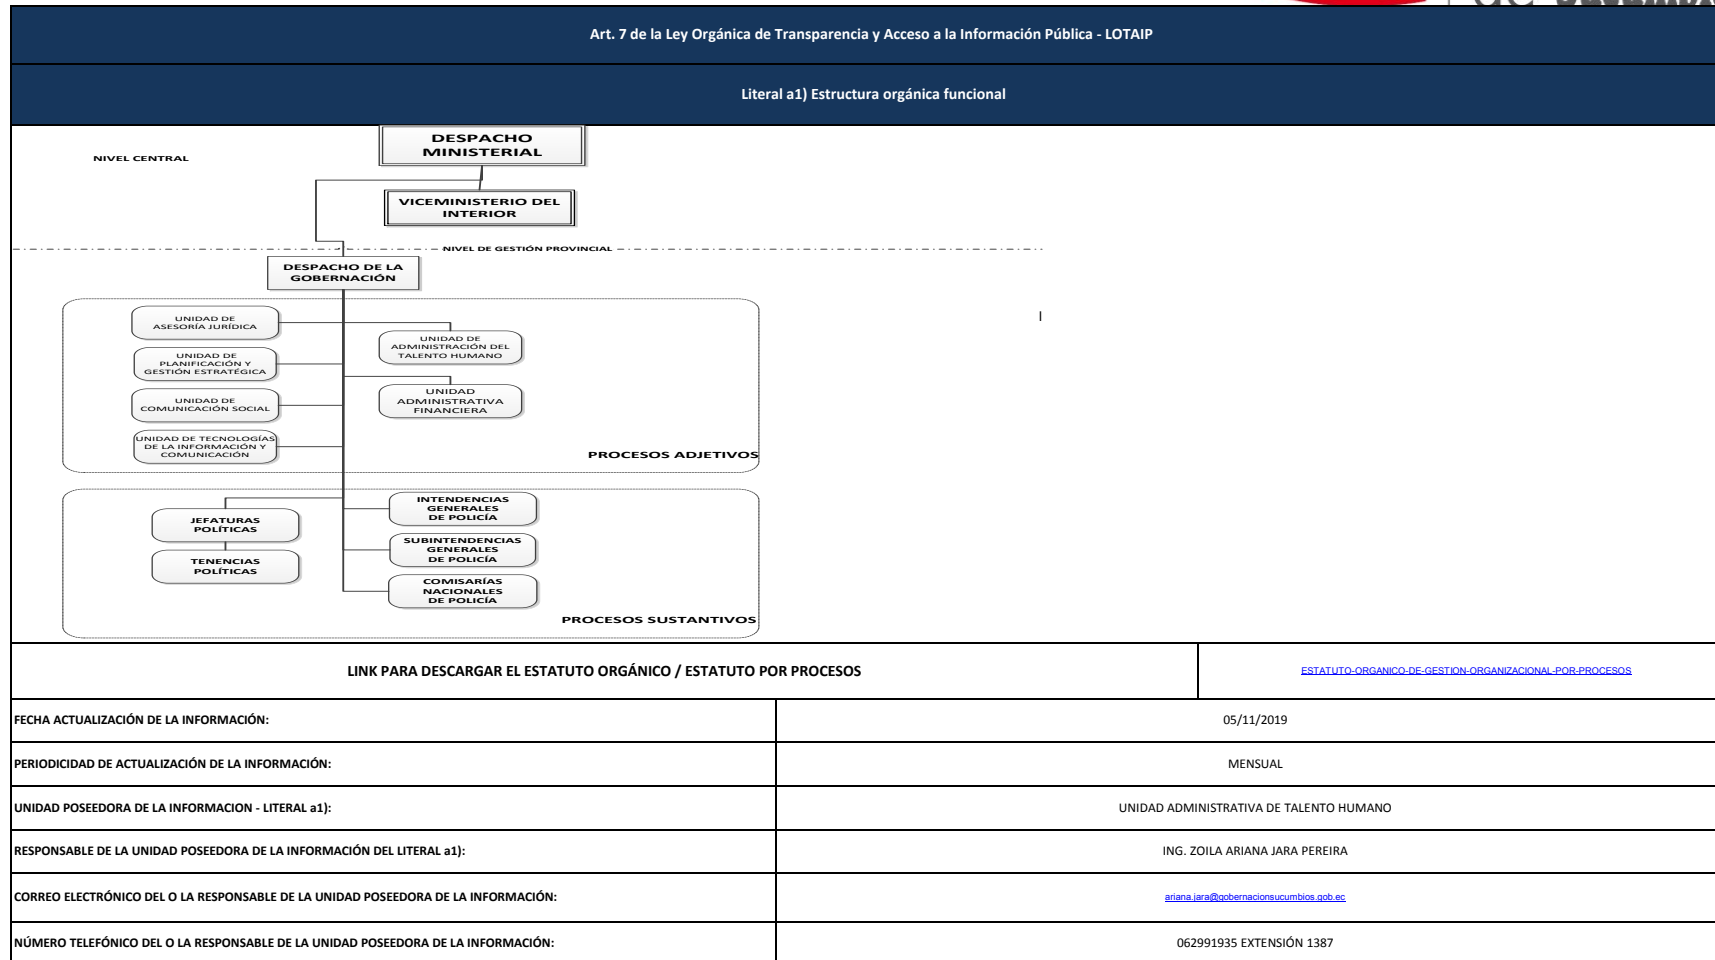 Art. 7 de la Ley Orgánica de Transparencia y Acceso a la Información Pública - LOTAIP
Literal a1) Estructura orgánica funcional
DESPACHO
MINISTERIAL
NIVEL CENTRAL
VICEMINISTERIO DEL
INTERIOR
NIVEL DE GESTIÓN PROVINCIAL
DESPACHO DE LA
GOBERNACIÓN
UNIDAD DE
ASESORÍA JURÍDICA
UNIDAD DE
ADMINISTRACIÓN DEL
TALENTO HUMANO
UNIDAD DE
PLANIFICACIÓN Y
GESTIÓN ESTRATÉGICA
UNIDAD
ADMINISTRATIVA
FINANCIERA
UNIDAD DE
COMUNICACIÓN SOCIAL
UNIDAD DE TECNOLOGÍAS
DE LA INFORMACIÓN Y
COMUNICACIÓN
PROCESOS ADJETIVOS
INTENDENCIAS
GENERALES
DE POLICÍA
JEFATURAS
POLÍTICAS
SUBINTENDENCIAS
GENERALES
DE POLICÍA
TENENCIAS
POLÍTICAS
COMISARÍAS
NACIONALES
DE POLICÍA
PROCESOS SUSTANTIVOS
LINK PARA DESCARGAR EL ESTATUTO ORGÁNICO / ESTATUTO POR PROCESOS
ESTATUTO-ORGANICO-DE-GESTION-ORGANIZACIONAL-POR-PROCESOS
FECHA ACTUALIZACIÓN DE LA INFORMACIÓN:
05/11/2019
PERIODICIDAD DE ACTUALIZACIÓN DE LA INFORMACIÓN:
MENSUAL
UNIDAD POSEEDORA DE LA INFORMACION - LITERAL a1):
UNIDAD ADMINISTRATIVA DE TALENTO HUMANO
RESPONSABLE DE LA UNIDAD POSEEDORA DE LA INFORMACIÓN DEL LITERAL a1):
ING. ZOILA ARIANA JARA PEREIRA
CORREO ELECTRÓNICO DEL O LA RESPONSABLE DE LA UNIDAD POSEEDORA DE LA INFORMACIÓN:
ariana.jara@gobernacionsucumbios.gob.ec
NÚMERO TELEFÓNICO DEL O LA RESPONSABLE DE LA UNIDAD POSEEDORA DE LA INFORMACIÓN:
062991935 EXTENSIÓN 1387